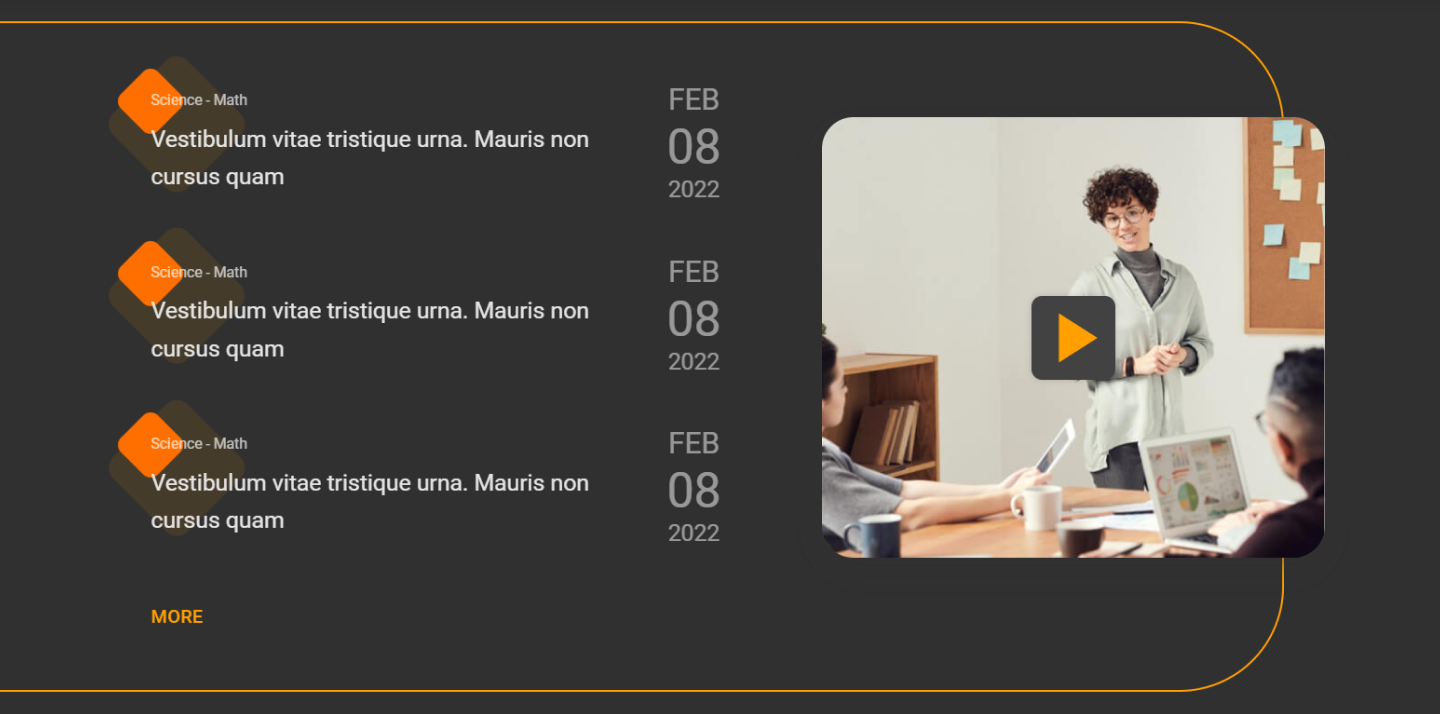 Science - Math
Vestibulum vitae tristique urna. Mauris non
cursus quam
FEB
08
2022
Science - Math
Vestibulum vitae tristique urna. Mauris non
cursus quam
FEB
08
2022
Science - Math
Vestibulum vitae tristique urna. Mauris non
cursus quam
FEB
08
2022
MORE